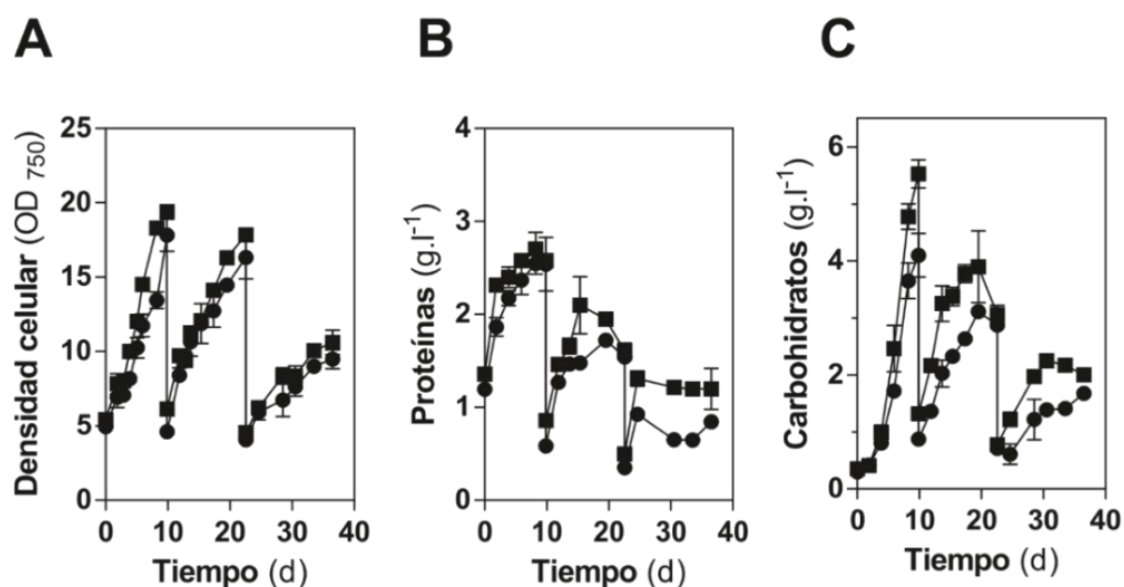 A
Densidad celular (OD 750)
25
20
15
10
5
0
0 10 20 30 40
Tiempo (d)
B
Proteínas (g.l-1)
4
3
2
1
0
0 10 20 30 40
Tiempo (d)
C
Carbohidratos (g.l-1)
6
4
2
0
0 10 20 30 40
Tiempo (d)